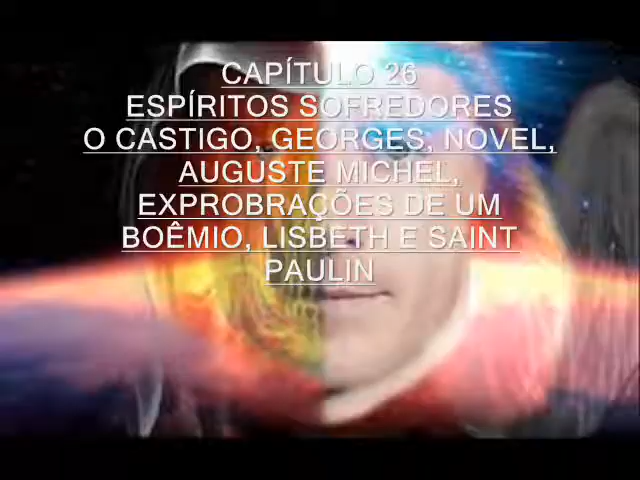 CAPÍTULO 26
ESPÍRITOS SOFREDORES
O CASTIGO, GEORGES, NOVEL,
AUGUSTE MICHEL,
EXPROBRAÇÕES DE UM
BOÊMIO, LISBETH E SAINT
PAULIN